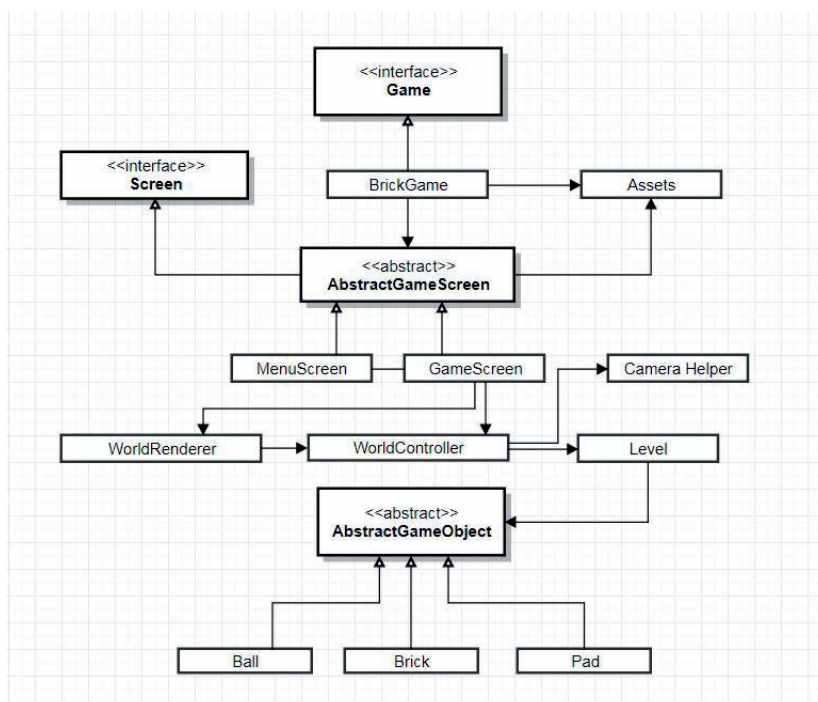 <<interface>>
Game
<<interface>>
Screen
BrickGame
Assets
<<abstract>>
AbstractGameScreen
MenuScreen
GameScreen
Camera Helper
WorldRenderer
WorldController
Level
<<abstract>>
AbstractGameObject
Ball
Brick
Pad